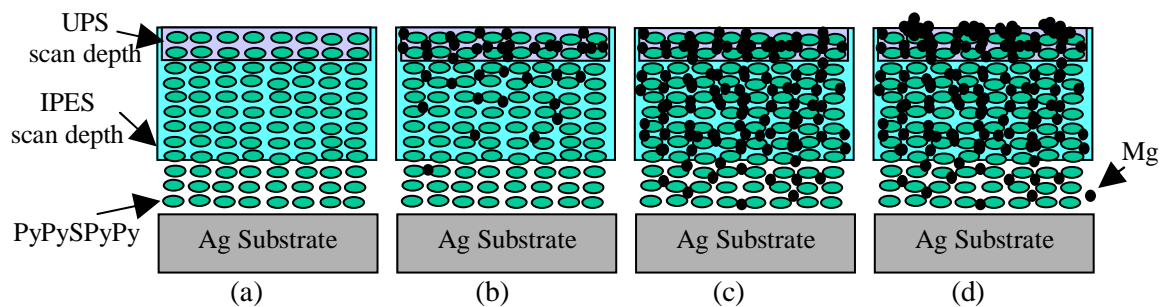 UPS
scan depth
IPES
scan depth
PyPySPyPy
Mg
Ag Substrate
Ag Substrate
Ag Substrate
Ag Substrate
(a)
(b)
(c)
(d)